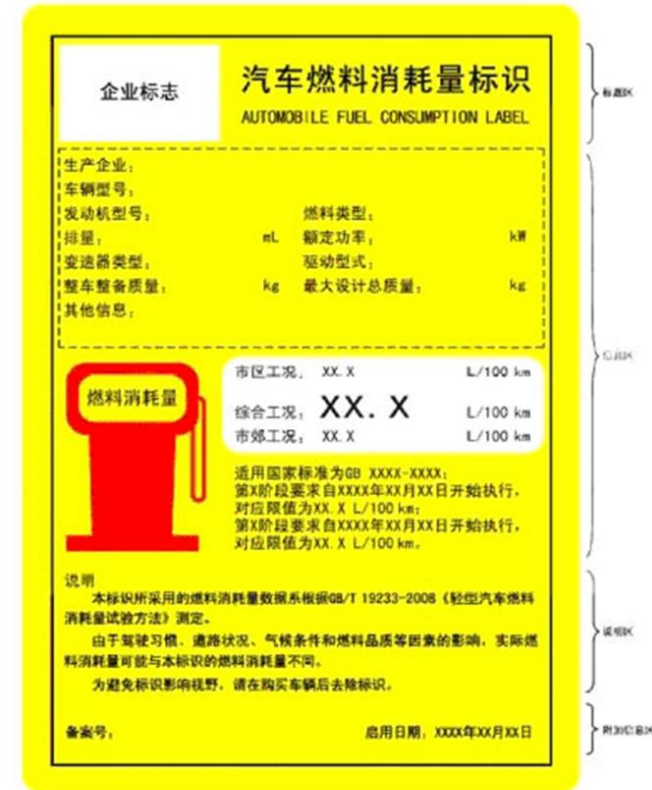 企业标志
汽车燃料消耗量标识
AUTOMOBILE FUEL CONSUMPTION LABEL
标题区
生产企业：
车辆型号：
发动机型号： 燃料类型：
排量： mL 额定功率： kW
变速器类型： 驱动型式：
整车整备质量： kg 最大设计总质量： kg
其他信息：
信息区
燃料消耗量
市区工况： XX.X L/100 km
综合工况： XX.X L/100 km
市郊工况： XX.X L/100 km
适用国家标准为GB XXXX-XXXX；
第X阶段要求自XXXX年XX月XX日开始执行，
对应限值为XX.X L/100 km；
第X阶段要求自XXXX年XX月XX日开始执行，
对应限值为XX.X L/100 km。
说明
本标识所采用的燃料消耗量数据系根据GB/T 19233-2008《轻型汽车燃料
消耗量试验方法》测定。
由于驾驶习惯、道路状况、气候条件和燃料品质等因素的影响，实际燃
料消耗量可能与本标识的燃料消耗量不同。
为避免标识影响视野，请在购买车辆后去除标识。
说明区
备案号： 启用日期：XXXX年XX月XX日
附加信息区